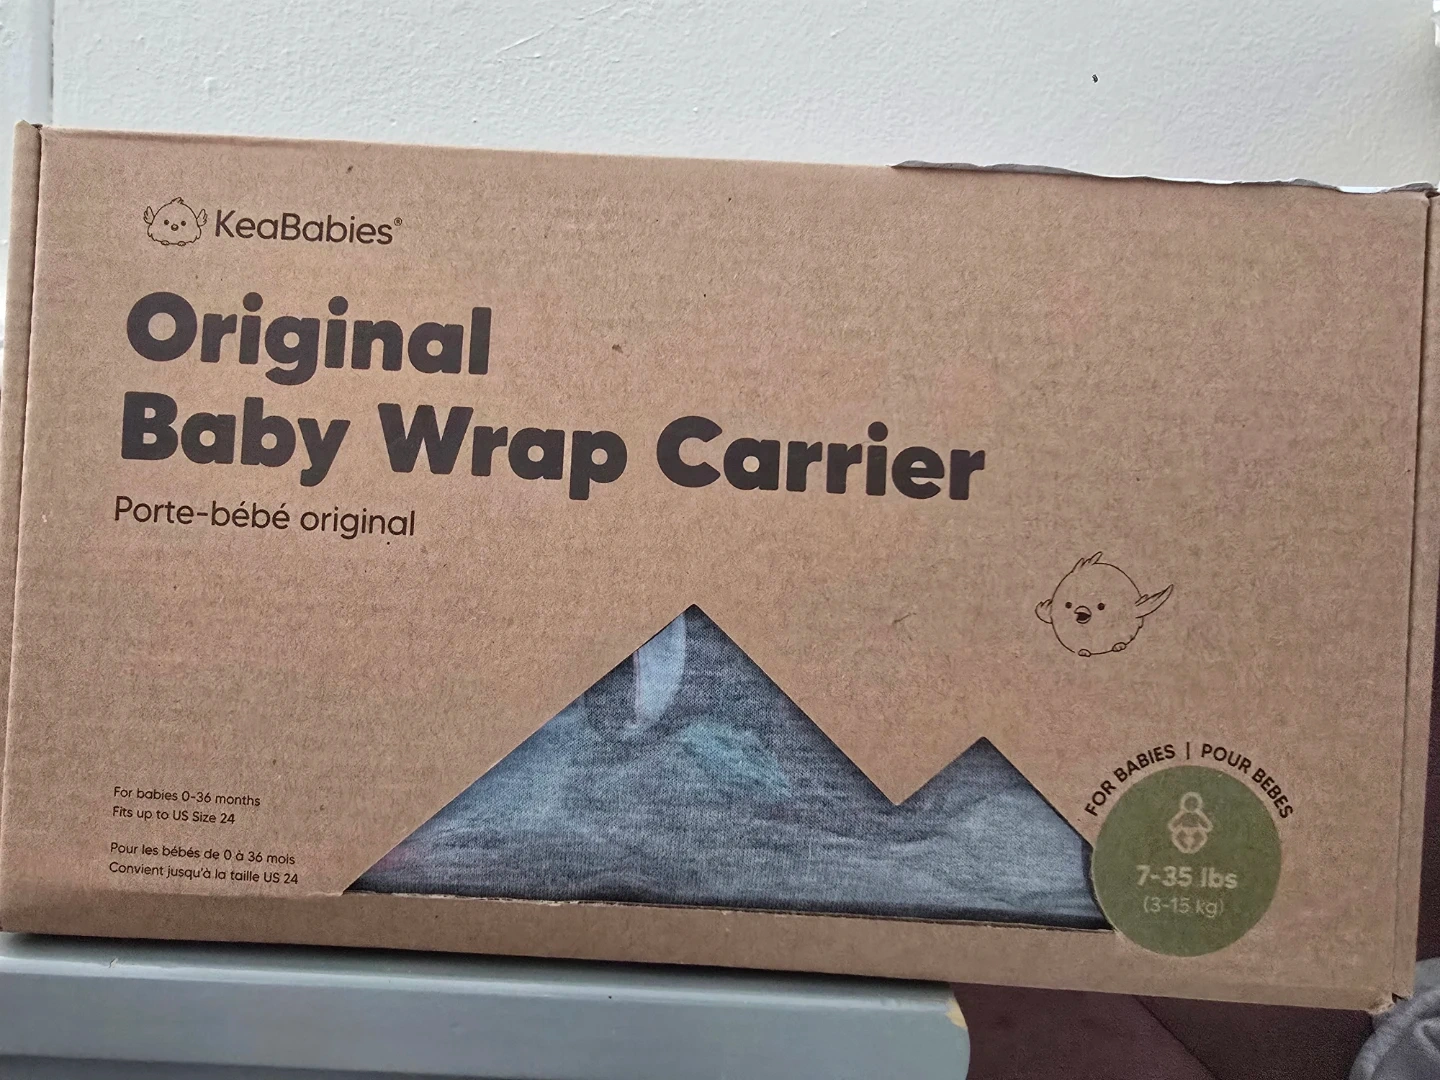 KeaBabies®
Original
Baby Wrap Carrier
Porte-bébé original
For babies 0-36 months
Fits up to US Size 24
Pour les bébés de 0 à 36 mois
Convient jusqu'à la taille US 24
FOR BABIES | POUR BEBES
7-35 lbs
(3-15 kg)